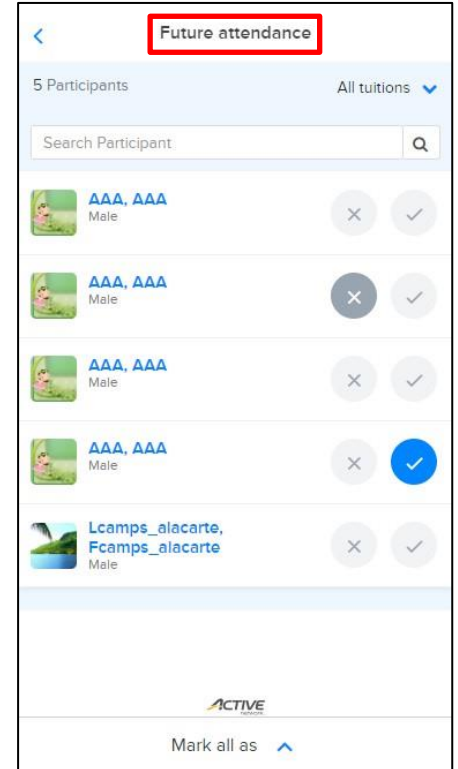 Future attendance
5 Participants All tuitions
Search Participant
AAA, AAA
Male
AAA, AAA
Male
AAA, AAA
Male
AAA, AAA
Male
Lcamps_alacarte,
Fcamps_alacarte
Male
ACTIVE
network
Mark all as